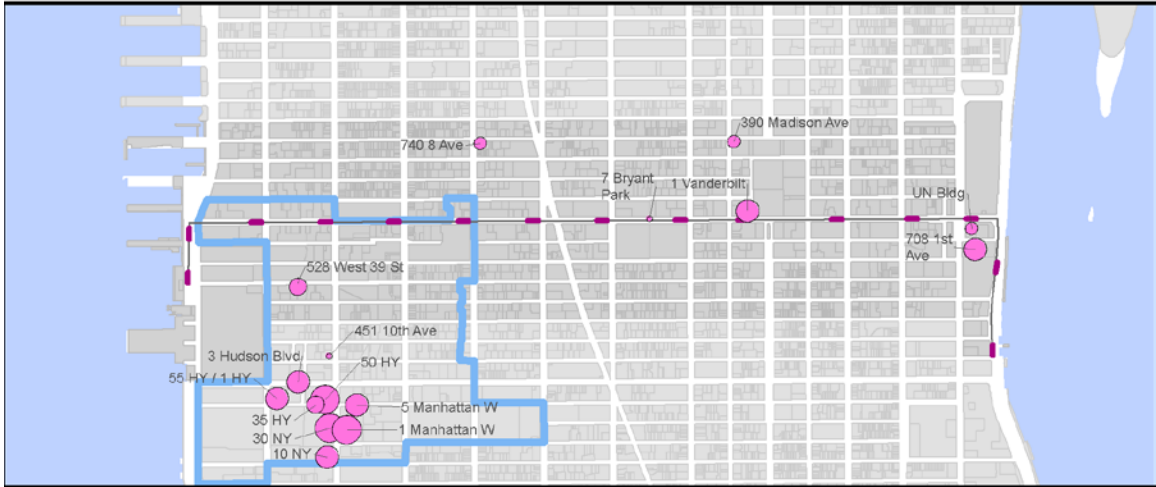 390 Madison Ave
740 8 Ave
7 Bryant
Park
1 Vanderbilt
UN Bldg
708 1st
Ave
528 West 39 St
451 10th Ave
3 Hudson Blvd
50 HY
55 HY / 1 HY
35 HY
5 Manhattan W
30 NY
1 Manhattan W
10 NY